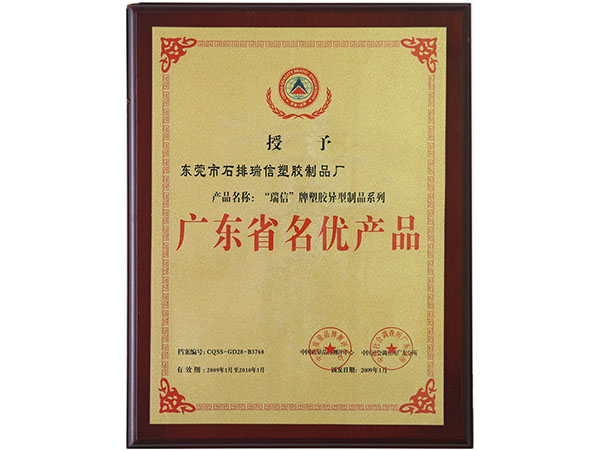 授 予
东莞市石排瑞信塑胶制品厂
产品名称：“瑞信”牌塑胶异型制品系列
广东省名优产品
档案编号：CQSS-GD28-B3768
有 效 期：2009年1月至2010年1月
颁发日期：2009年1月